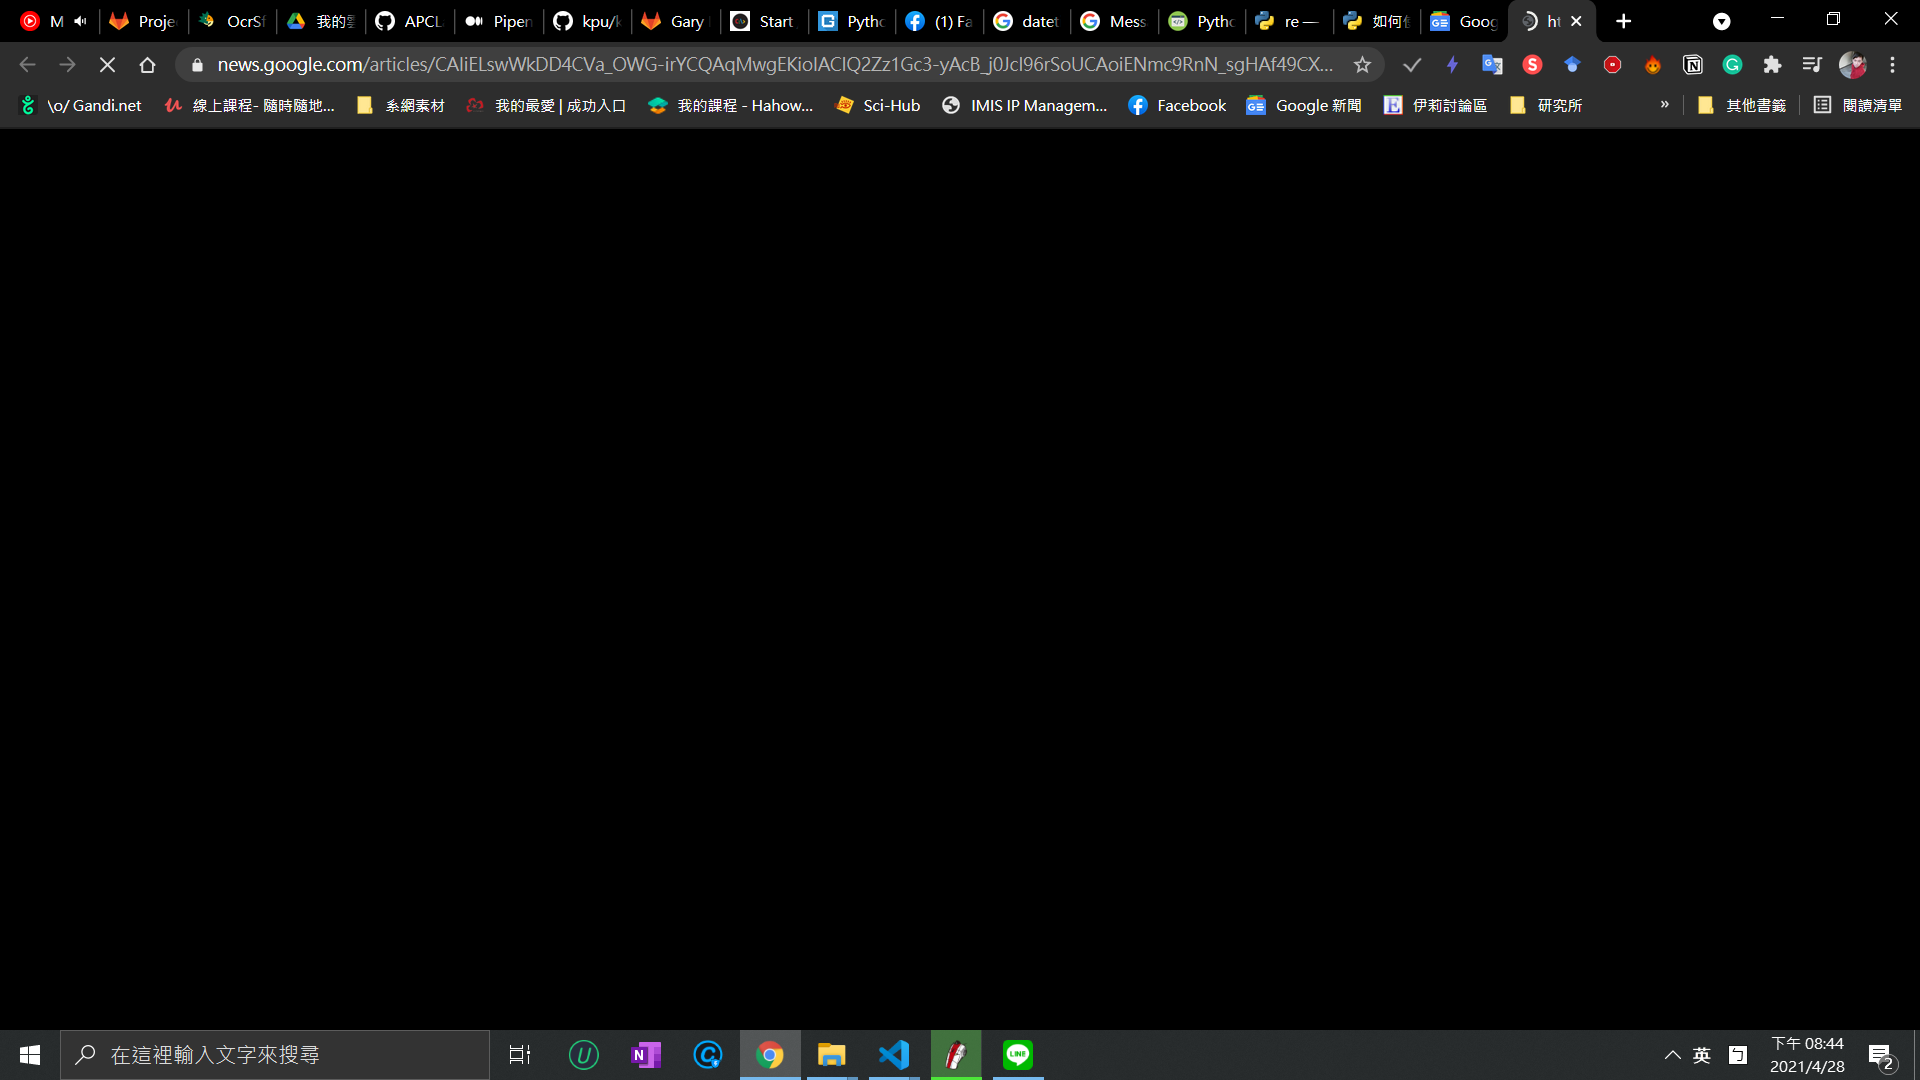 M
Proje
OcrSf
我的雲
APCL
Pipen
kpu/k
Gary
Start
Pytho
(1) Fa
datet
Mess
Pytho
re —
如何使
Goog
ht
news.google.com/articles/CAIiELswWkDD4CVa_OWG-irYCQAqMwgEKioIACIQ2Zz1Gc3-yAcB_j0JcI96rSoUCAoiENmc9RnN_sgHAf49CX...
\o/ Gandi.net
線上課程- 隨時隨地...
系網素材
我的最愛 | 成功入口
我的課程 - Hahow...
Sci-Hub
IMIS IP Managem...
Facebook
Google 新聞
伊莉討論區
研究所
»
其他書籤
閱讀清單
在這裡輸入文字來搜尋
英
下午 08:44
2021/4/28
2